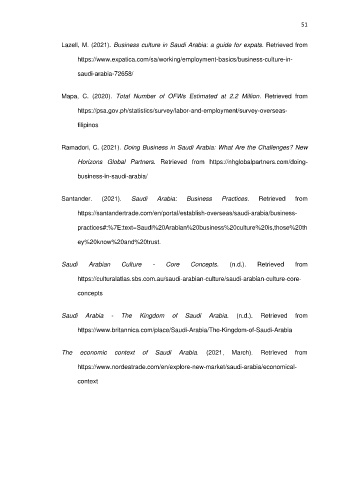 51
Lazell, M. (2021). Business culture in Saudi Arabia: a guide for expats. Retrieved from
https://www.expatica.com/sa/working/employment-basics/business-culture-in-
saudi-arabia-72658/
Mapa, C. (2020). Total Number of OFWs Estimated at 2.2 Million. Retrieved from
https://psa.gov.ph/statistics/survey/labor-and-employment/survey-overseas-
filipinos
Ramadori, C. (2021). Doing Business in Saudi Arabia: What Are the Challenges? New
Horizons Global Partners. Retrieved from https://nhglobalpartners.com/doing-
business-in-saudi-arabia/
Santander. (2021). Saudi Arabia: Business Practices. Retrieved from
https://santandertrade.com/en/portal/establish-overseas/saudi-arabia/business-
practices#:%7E:text=Saudi%20Arabian%20business%20culture%20is,those%20th
ey%20know%20and%20trust.
Saudi Arabian Culture - Core Concepts. (n.d.). Retrieved from
https://culturalatlas.sbs.com.au/saudi-arabian-culture/saudi-arabian-culture-core-
concepts
Saudi Arabia - The Kingdom of Saudi Arabia. (n.d.). Retrieved from
https://www.britannica.com/place/Saudi-Arabia/The-Kingdom-of-Saudi-Arabia
The economic context of Saudi Arabia. (2021, March). Retrieved from
https://www.nordeatrade.com/en/explore-new-market/saudi-arabia/economical-
context